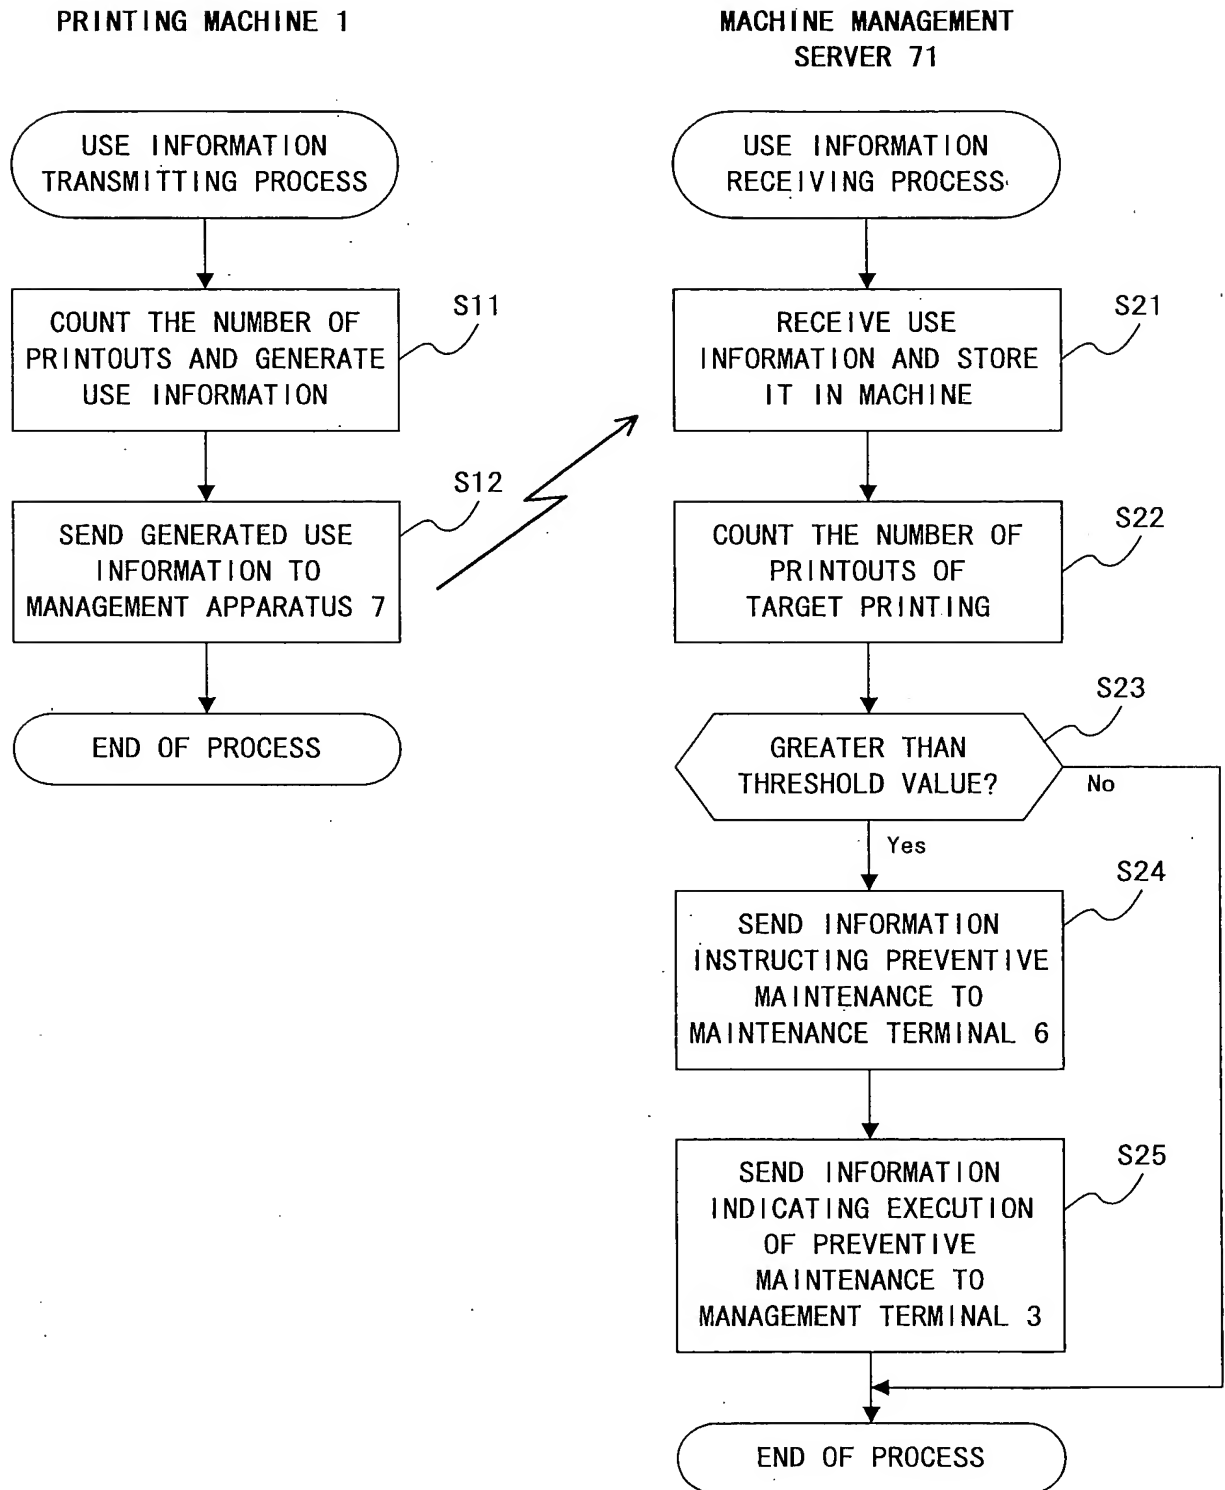 PRINTING MACHINE 1
USE INFORMATION
TRANSMITTING PROCESS
COUNT THE NUMBER OF
PRINTOUTS AND GENERATE
USE INFORMATION
S11
SEND GENERATED USE
INFORMATION TO
MANAGEMENT APPARATUS 7
S12
END OF PROCESS
MACHINE MANAGEMENT
SERVER 71
USE INFORMATION
RECEIVING PROCESS
RECEIVE USE
INFORMATION AND STORE
IT IN MACHINE
S21
COUNT THE NUMBER OF
PRINTOUTS OF
TARGET PRINTING
S22
GREATER THAN
THRESHOLD VALUE?
S23
No
Yes
SEND INFORMATION
INSTRUCTING PREVENTIVE
MAINTENANCE TO
MAINTENANCE TERMINAL 6
S24
SEND INFORMATION
INDICATING EXECUTION
OF PREVENTIVE
MAINTENANCE TO
MANAGEMENT TERMINAL 3
S25
END OF PROCESS